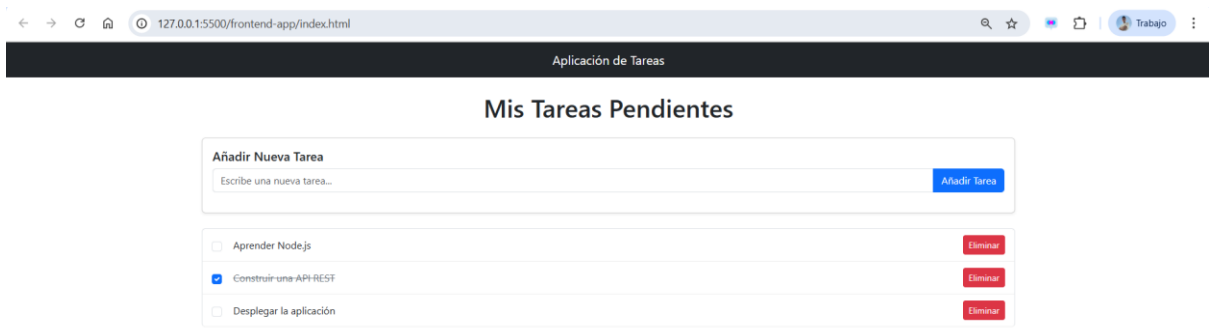 127.0.0.1:5500/frontend-app/index.html
Trabajo
Aplicación de Tareas
Mis Tareas Pendientes
Añadir Nueva Tarea
Escribe una nueva tarea...
Añadir Tarea
Aprender Node.js
Eliminar
Construir una API REST
Eliminar
Desplegar la aplicación
Eliminar